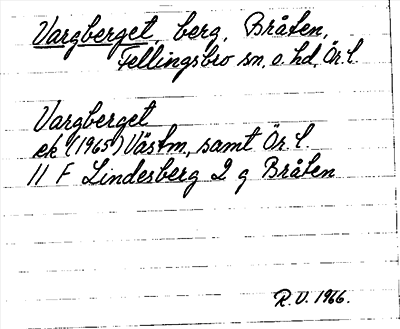 Vargberget, berg, Bråten,
Fellingsbro sn. o. hd, Ör. l.
Vargberget
ek (1965) Västm, samt Ör. l.
11 F Lindesberg 2 g Bråten
R.V. 1966.